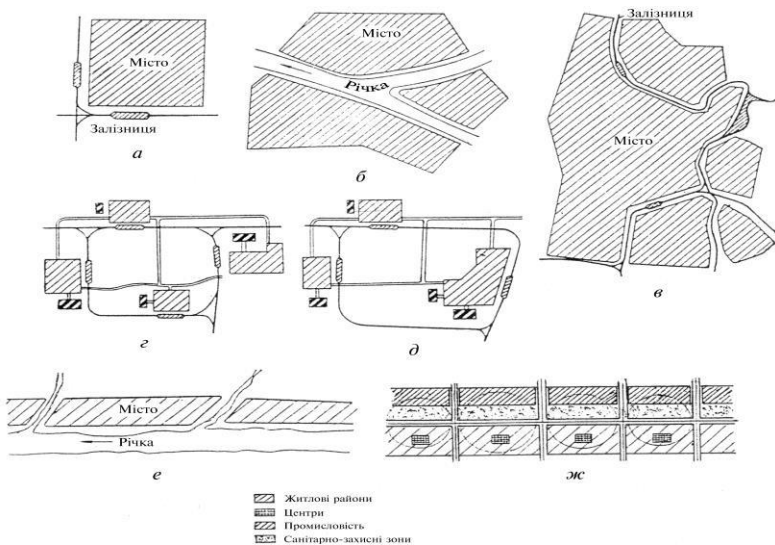 Місто
Залізниця
а
Місто
Річка
б
Залізниця
Місто
в
г
д
Місто
Річка
е
ж
Житлові райони
Центри
Промисловість
Санітарно-захисні зони